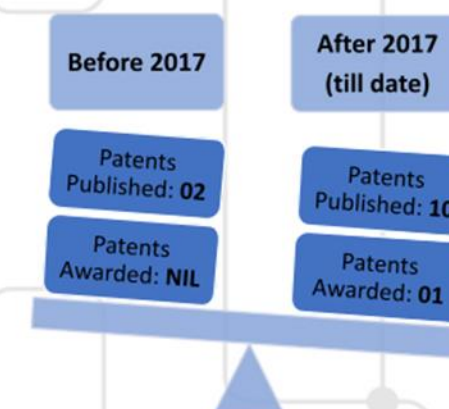 Before 2017
After 2017
(till date)
Patents
Published: 02
Patents
Published: 10
Patents
Awarded: NIL
Patents
Awarded: 01